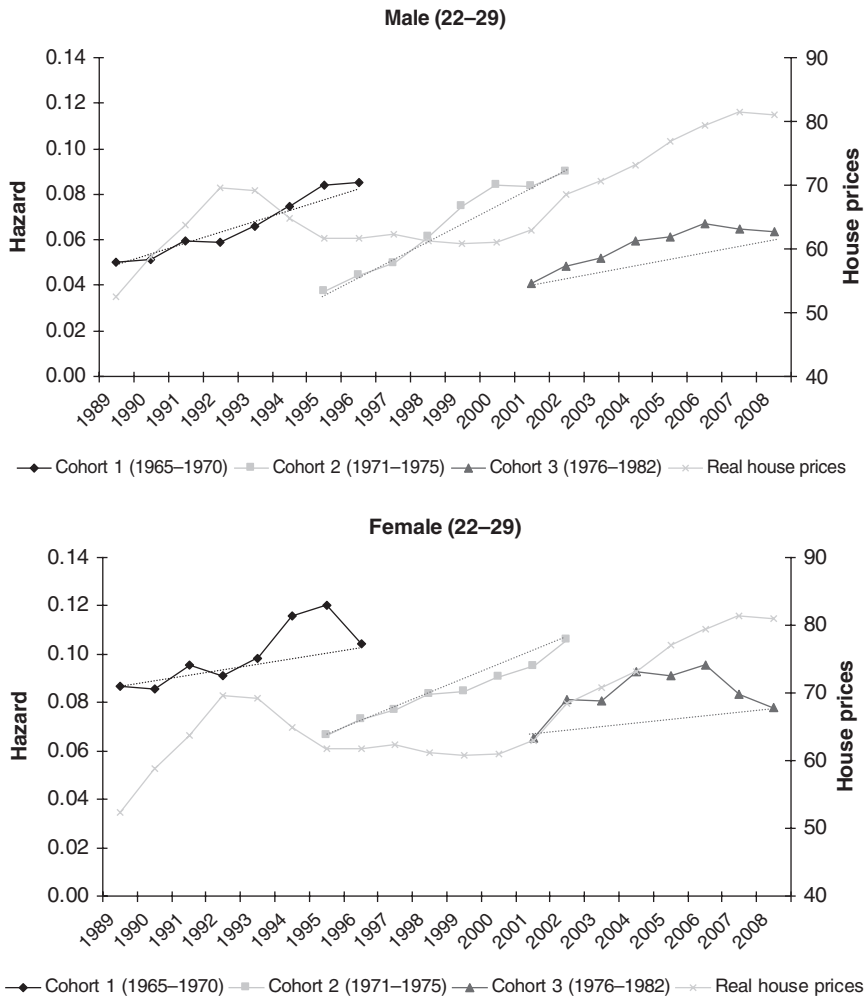 Male (22–29)
0.14
0.12
0.10
0.08
0.06
0.04
0.02
0.00
Hazard
90
80
70
60
50
40
House prices
1989 1990 1991 1992 1993 1994 1995 1996 1997 1998 1999 2000 2001 2002 2003 2004 2005 2006 2007 2008
Cohort 1 (1965–1970) Cohort 2 (1971–1975) Cohort 3 (1976–1982) Real house prices
Female (22–29)
0.14
0.12
0.10
0.08
0.06
0.04
0.02
0.00
Hazard
90
80
70
60
50
40
House prices
1989 1990 1991 1992 1993 1994 1995 1996 1997 1998 1999 2000 2001 2002 2003 2004 2005 2006 2007 2008
Cohort 1 (1965–1970) Cohort 2 (1971–1975) Cohort 3 (1976–1982) Real house prices